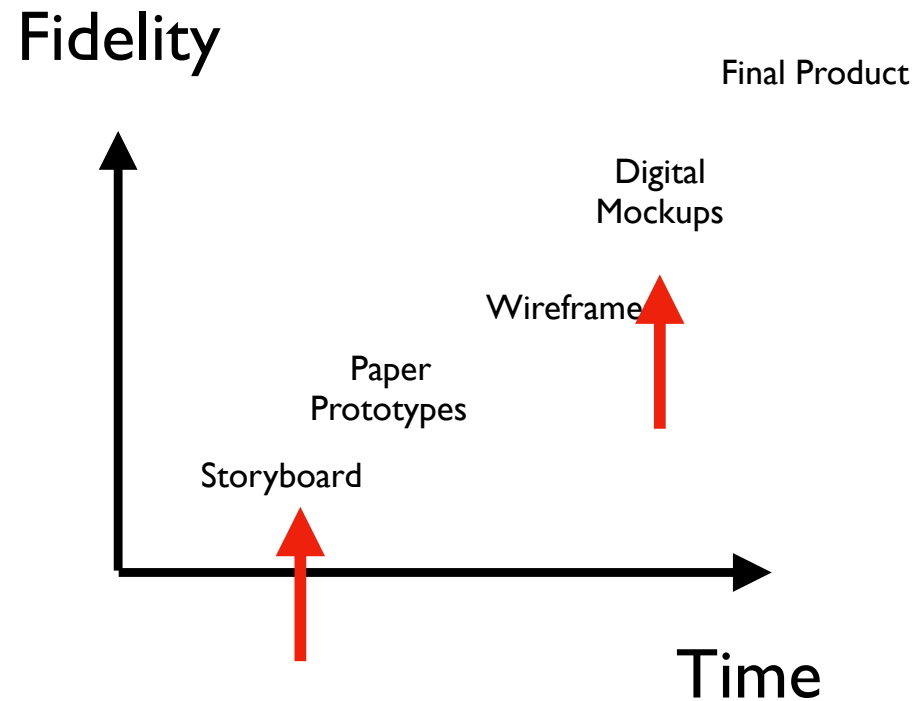 Fidelity
Final Product
Digital
Mockups
Wireframe
Paper
Prototypes
Storyboard
Time